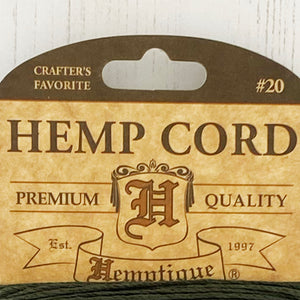 CRAFTER'S
FAVORITE
#20
HEMP CORD
PREMIUM H QUALITY
Est. 1997
Hemptique ®